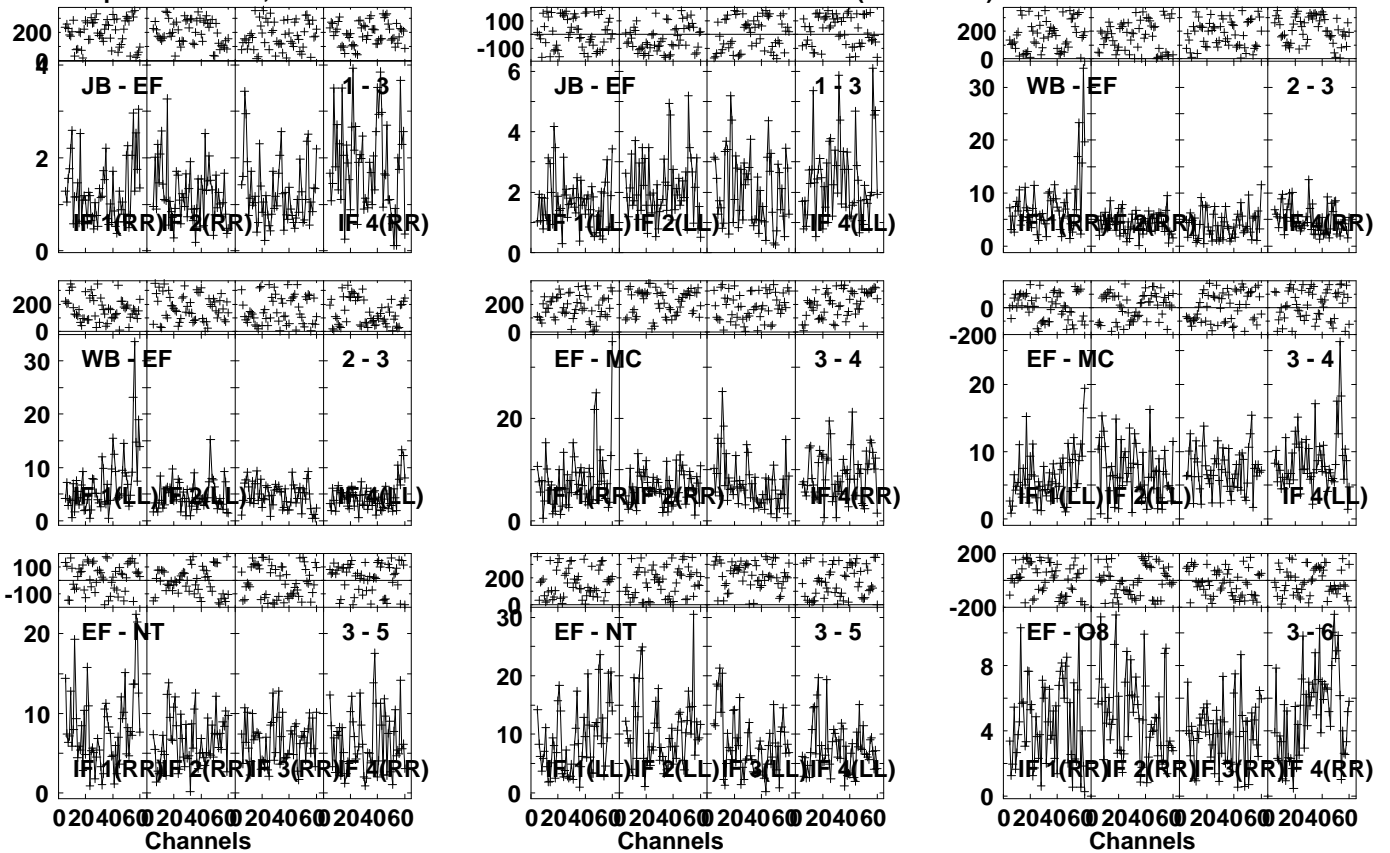 200
0
100
-100
200
0
4
2
0
JB - EF
1 - 3
IF 1(RR)
IF 2(RR)
IF 4(RR)
6
4
2
0
JB - EF
1 - 3
IF 1(LL)
IF 2(LL)
IF 4(LL)
30
20
10
0
WB - EF
2 - 3
IF 1(RR)
IF 2(RR)
IF 4(RR)
200
0
200
0
0
-200
30
20
10
0
WB - EF
2 - 3
IF 1(LL)
IF 2(LL)
IF 4(LL)
20
0
EF - MC
3 - 4
IF 1(RR)
IF 2(RR)
IF 4(RR)
20
10
0
EF - MC
3 - 4
IF 1(LL)
IF 2(LL)
IF 4(LL)
100
-100
200
0
200
-200
20
10
0
EF - NT
3 - 5
IF 1(RR)
IF 2(RR)
IF 3(RR)
IF 4(RR)
30
20
10
0
EF - NT
3 - 5
IF 1(LL)
IF 2(LL)
IF 3(LL)
IF 4(LL)
8
4
0
EF - O8
3 - 6
IF 1(RR)
IF 2(RR)
IF 3(RR)
IF 4(RR)
0 20 40 60 0 20 40 60 0 20 40 60 0 20 40 60
0 20 40 60 0 20 40 60 0 20 40 60 0 20 40 60
0 20 40 60 0 20 40 60 0 20 40 60 0 20 40 60
Channels
Channels
Channels